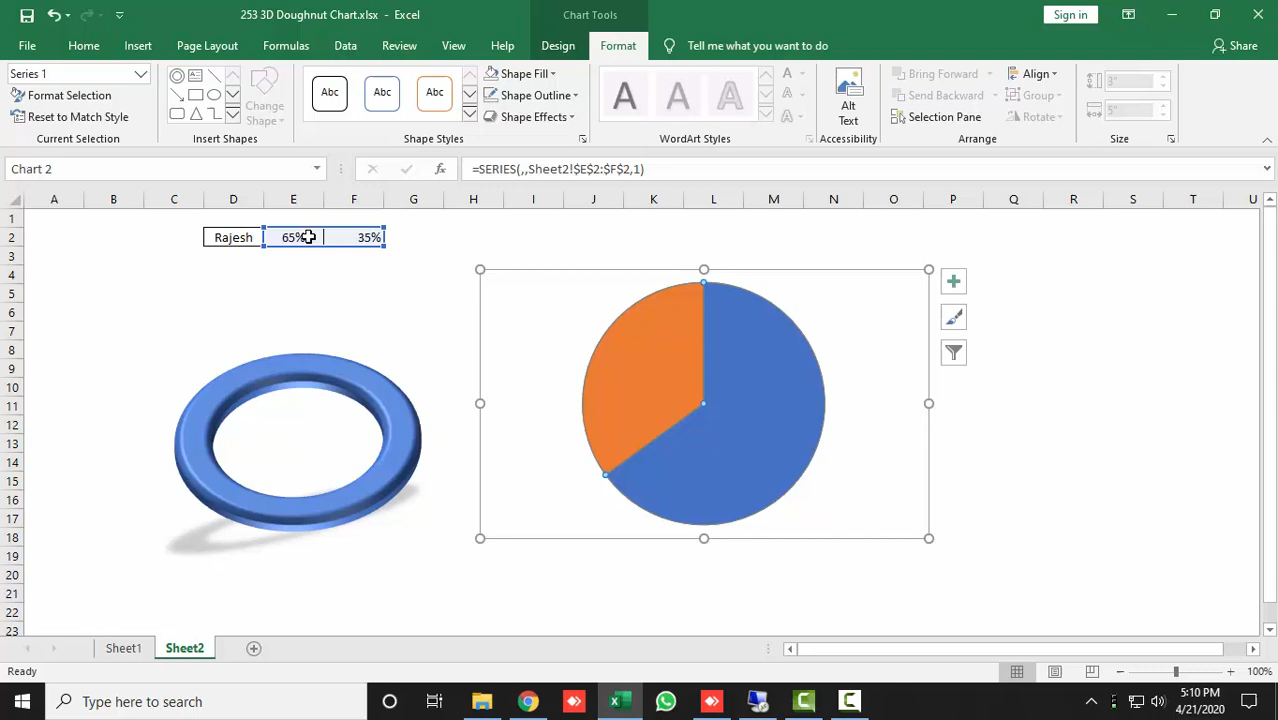 253 3D Doughnut Chart.xlsx - Excel
Chart Tools
Sign in
File
Home
Insert
Page Layout
Formulas
Data
Review
View
Help
Design
Format
Tell me what you want to do
Share
Series 1
Format Selection
Reset to Match Style
Current Selection
Change Shape
Insert Shapes
Abc
Abc
Abc
Shape Fill
Shape Outline
Shape Effects
Shape Styles
A
A
A
A
A
A
WordArt Styles
Alt Text
Accessibility
Bring Forward
Send Backward
Selection Pane
Align
Group
Rotate
Arrange
3"
5"
Size
Chart 2
fx
=SERIES(,,Sheet2!$E$2:$F$2,1)
A B C D E F G H I J K L M N O P Q R S T U
1
2 Rajesh 65% 35%
3
4
5
6
7
8
9
10
11
12
13
14
15
16
17
18
19
20
21
22
23
Sheet1
Sheet2
Ready
100%
Type here to search
5:10 PM
4/21/2020